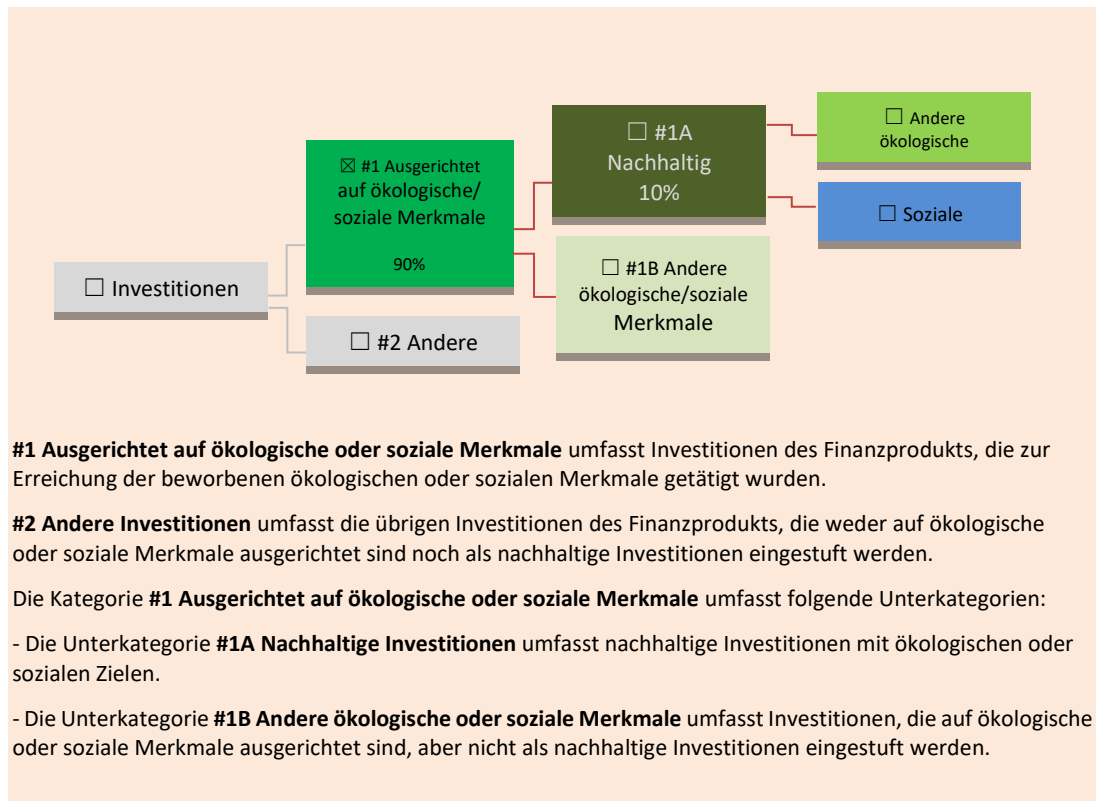 ☐ Investitionen
☒ #1 Ausgerichtet
auf ökologische/
soziale Merkmale
90%
☐ #2 Andere
☐ #1A
Nachhaltig
10%
☐ #1B Andere
ökologische/soziale
Merkmale
☐ Andere
ökologische
☐ Soziale
#1 Ausgerichtet auf ökologische oder soziale Merkmale umfasst Investitionen des Finanzprodukts, die zur
Erreichung der beworbenen ökologischen oder sozialen Merkmale getätigt wurden.
#2 Andere Investitionen umfasst die übrigen Investitionen des Finanzprodukts, die weder auf ökologische
oder soziale Merkmale ausgerichtet sind noch als nachhaltige Investitionen eingestuft werden.
Die Kategorie #1 Ausgerichtet auf ökologische oder soziale Merkmale umfasst folgende Unterkategorien:
- Die Unterkategorie #1A Nachhaltige Investitionen umfasst nachhaltige Investitionen mit ökologischen oder
sozialen Zielen.
- Die Unterkategorie #1B Andere ökologische oder soziale Merkmale umfasst Investitionen, die auf ökologische
oder soziale Merkmale ausgerichtet sind, aber nicht als nachhaltige Investitionen eingestuft werden.